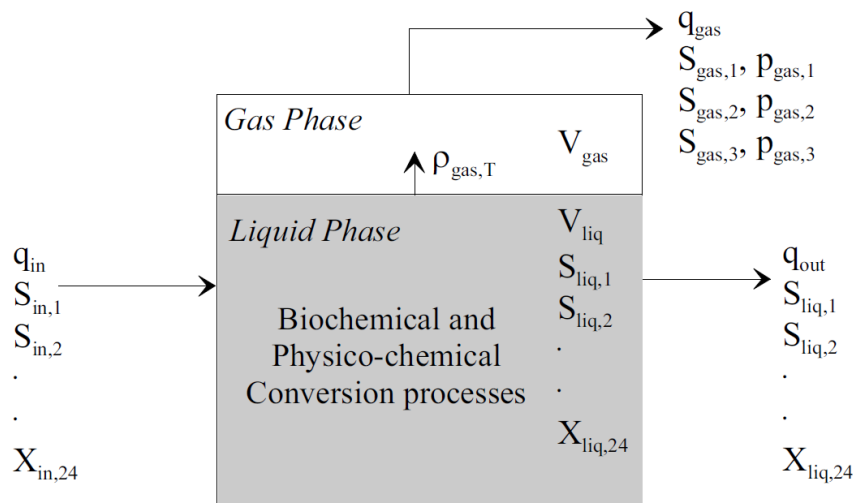 q_gas
S_gas,1, p_gas,1
S_gas,2, p_gas,2
S_gas,3, p_gas,3
Gas Phase
V_gas
ρ_gas,T
Liquid Phase
V_liq
S_liq,1
S_liq,2
.
.
X_liq,24
Biochemical and
Physico-chemical
Conversion processes
q_in
S_in,1
S_in,2
.
.
X_in,24
q_out
S_liq,1
S_liq,2
.
.
X_liq,24